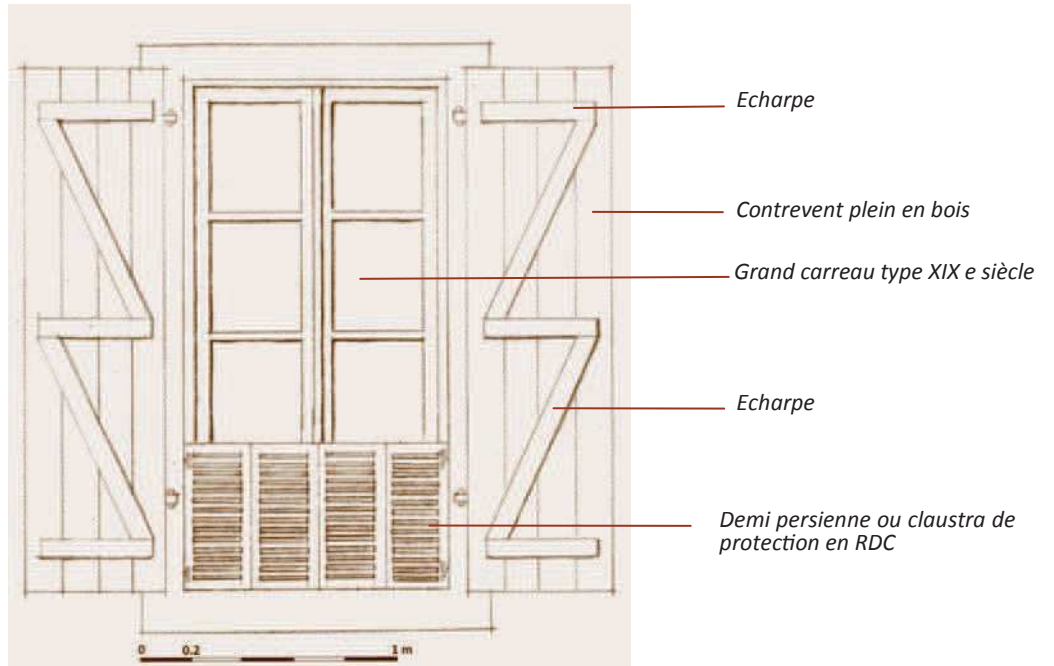 Echarpe
Contrevent plein en bois
Grand carreau type XIX e siècle
Echarpe
Demi persienne ou claustra de
protection en RDC
0 0.2 1 m